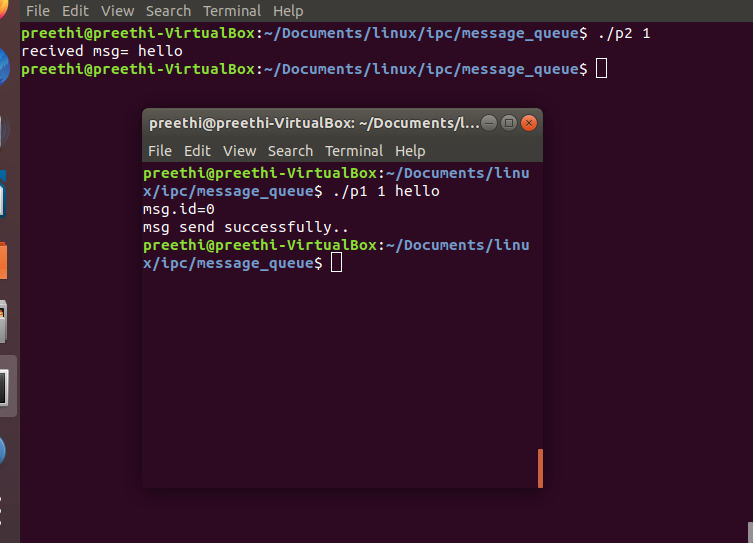 File Edit View Search Terminal Help
preethi@preethi-VirtualBox:~/Documents/linux/ipc/message_queue$ ./p2 1
recived msg= hello
preethi@preethi-VirtualBox:~/Documents/linux/ipc/message_queue$
preethi@preethi-VirtualBox: ~/Documents/l...
File Edit View Search Terminal Help
preethi@preethi-VirtualBox:~/Documents/linu
x/ipc/message_queue$ ./p1 1 hello
msg.id=0
msg send successfully..
preethi@preethi-VirtualBox:~/Documents/linu
x/ipc/message_queue$